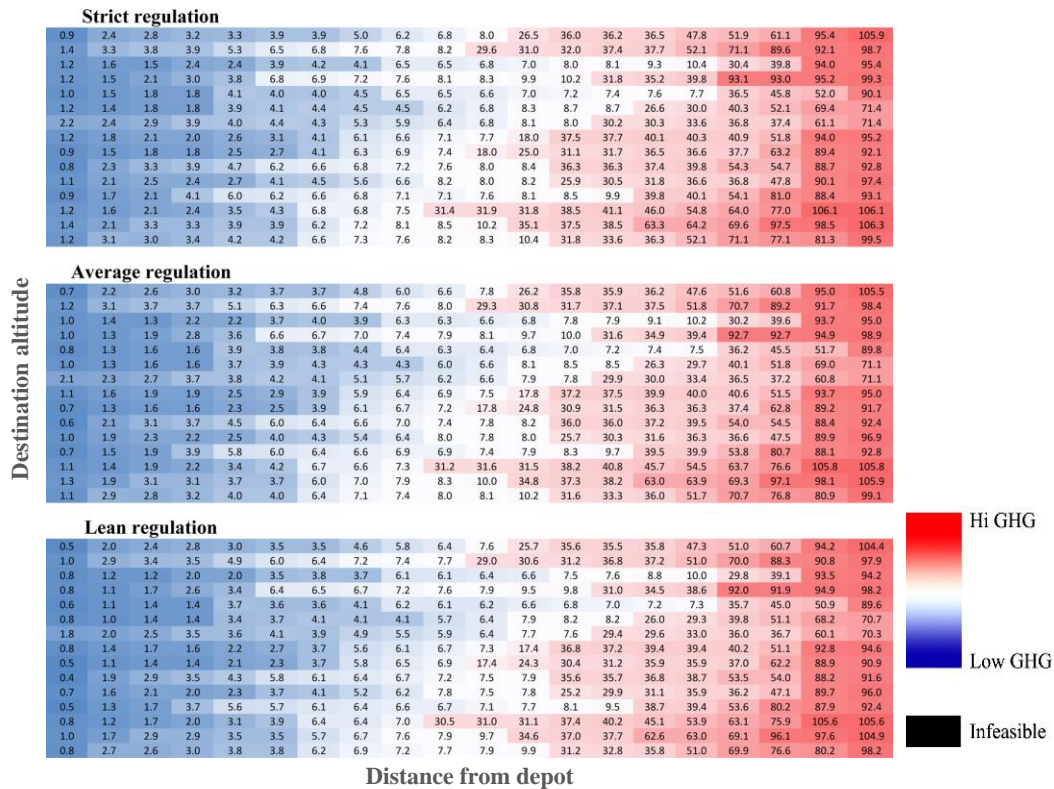 Strict regulation
0.9 2.4 2.8 3.2 3.3 3.9 3.9 5.0 6.2 6.8 8.0 26.5 36.0 36.2 36.5 47.8 51.9 61.1 95.4 105.9
1.4 3.3 3.8 3.9 5.3 6.5 6.8 7.6 7.8 8.2 29.6 31.0 32.0 37.4 37.7 52.1 71.1 89.6 92.1 98.7
1.2 1.6 1.5 2.4 2.4 3.9 4.2 4.1 6.5 6.5 6.8 7.0 8.0 8.1 9.3 10.4 30.4 39.8 94.0 95.4
1.2 1.5 2.1 3.0 3.8 6.8 6.9 7.2 7.6 8.1 8.3 9.9 10.2 31.8 35.2 39.8 93.1 93.0 95.2 99.3
1.0 1.5 1.8 1.8 4.1 4.0 4.0 4.5 6.5 6.5 6.6 7.0 7.2 7.4 7.6 7.7 36.5 45.8 52.0 90.1
1.2 1.4 1.8 1.8 3.9 4.1 4.4 4.5 4.5 6.2 6.8 8.3 8.7 8.7 26.6 30.0 40.3 52.1 69.4 71.4
2.2 2.4 2.9 3.9 4.0 4.4 4.3 5.3 5.9 6.4 6.8 8.1 8.0 30.2 30.3 33.6 36.8 37.4 61.1 71.4
1.2 1.8 2.1 2.0 2.6 3.1 4.1 6.1 6.6 7.1 7.7 18.0 37.5 37.7 40.1 40.3 40.9 51.8 94.0 95.2
0.9 1.5 1.8 1.8 2.5 2.7 4.1 6.3 6.9 7.4 18.0 25.0 31.1 31.7 36.5 36.6 37.7 63.2 89.4 92.1
0.8 2.3 3.3 3.9 4.7 6.2 6.6 6.8 7.2 7.6 8.0 8.4 36.3 36.3 37.4 39.8 54.3 54.7 88.7 92.8
1.1 2.1 2.5 2.4 2.7 4.1 4.5 5.6 6.6 8.2 8.0 8.2 25.9 30.5 31.8 36.6 36.8 47.8 90.1 97.4
0.9 1.7 2.1 4.1 6.0 6.2 6.6 6.8 7.1 7.1 7.6 8.1 8.5 9.9 39.8 40.1 54.1 81.0 88.4 93.1
1.2 1.6 2.1 2.4 3.5 4.3 6.8 6.8 7.5 31.4 31.9 31.8 38.5 41.1 46.0 54.8 64.0 77.0 106.1 106.1
1.4 2.1 3.3 3.3 3.9 3.9 6.2 7.2 8.1 8.5 10.2 35.1 37.5 38.5 63.3 64.2 69.6 97.5 98.5 106.3
1.2 3.1 3.0 3.4 4.2 4.2 6.6 7.3 7.6 8.2 8.3 10.4 31.8 33.6 36.3 52.1 71.1 77.1 81.3 99.5
Average regulation
0.7 2.2 2.6 3.0 3.2 3.7 3.7 4.8 6.0 6.6 7.8 26.2 35.8 35.9 36.2 47.6 51.6 60.8 95.0 105.5
1.2 3.1 3.7 3.7 5.1 6.3 6.6 7.4 7.6 8.0 29.3 30.8 31.7 37.1 37.5 51.8 70.7 89.2 91.7 98.4
1.0 1.4 1.3 2.2 2.2 3.7 4.0 3.9 6.3 6.3 6.6 6.8 7.8 7.9 9.1 10.2 30.2 39.6 93.7 95.0
1.0 1.3 1.9 2.8 3.6 6.6 6.7 7.0 7.4 7.9 8.1 9.7 10.0 31.6 34.9 39.4 92.7 92.7 94.9 98.9
0.8 1.3 1.6 1.6 3.9 3.8 3.8 4.4 6.4 6.3 6.4 6.8 7.0 7.2 7.4 7.5 36.2 45.5 51.7 89.8
1.0 1.3 1.6 1.6 3.7 3.9 4.3 4.3 4.3 6.0 6.6 8.1 8.5 8.5 26.3 29.7 40.1 51.8 69.0 71.1
2.1 2.3 2.7 3.7 3.8 4.2 4.1 5.1 5.7 6.2 6.6 7.9 7.8 29.9 30.0 33.4 36.5 37.2 60.8 71.1
1.1 1.6 1.9 1.9 2.5 2.9 3.9 5.9 6.4 6.9 7.5 17.8 37.2 37.5 39.9 40.0 40.6 51.5 93.7 95.0
0.7 1.3 1.6 1.6 2.3 2.5 3.9 6.1 6.7 7.2 17.8 24.8 30.9 31.5 36.3 36.3 37.4 62.8 89.2 91.7
0.6 2.1 3.1 3.7 4.5 6.0 6.4 6.6 7.0 7.4 7.8 8.2 36.0 36.0 37.2 39.5 54.0 54.5 88.4 92.4
1.0 1.9 2.3 2.2 2.5 4.0 4.3 5.4 6.4 8.0 7.8 8.0 25.7 30.3 31.6 36.3 36.6 47.5 89.9 96.9
0.7 1.5 1.9 3.9 5.8 6.0 6.4 6.6 6.9 6.9 7.4 7.9 8.3 9.7 39.5 39.9 53.8 80.7 88.1 92.8
1.1 1.4 1.9 2.2 3.4 4.2 6.7 6.6 7.3 31.2 31.6 31.5 38.2 40.8 45.7 54.5 63.7 76.6 105.8 105.8
1.3 1.9 3.1 3.1 3.7 3.7 6.0 7.0 7.9 8.3 10.0 34.8 37.3 38.2 63.0 63.9 69.3 97.1 98.1 105.9
1.1 2.9 2.8 3.2 4.0 4.0 6.4 7.1 7.4 8.0 8.1 10.2 31.6 33.3 36.0 51.7 70.7 76.8 80.9 99.1
Destination altitude
Lean regulation
0.5 2.0 2.4 2.8 3.0 3.5 3.5 4.6 5.8 6.4 7.6 25.7 35.6 35.5 35.8 47.3 51.0 60.7 94.2 104.4
1.0 2.9 3.4 3.5 4.9 6.0 6.4 7.2 7.4 7.7 29.0 30.6 31.2 36.8 37.2 51.0 70.0 88.3 90.8 97.9
0.8 1.2 1.2 2.0 2.0 3.5 3.8 3.7 6.1 6.1 6.4 6.6 7.5 7.6 8.8 10.0 29.8 39.1 93.5 94.2
0.8 1.1 1.7 2.6 3.4 6.4 6.5 6.7 7.2 7.6 7.9 9.5 9.8 31.0 34.5 38.6 92.0 91.9 94.9 98.2
0.6 1.1 1.4 1.4 3.7 3.6 3.6 4.1 6.2 6.1 6.2 6.6 6.8 7.0 7.2 7.3 35.7 45.0 50.9 89.6
0.8 1.0 1.4 1.4 3.4 3.7 4.1 4.1 4.1 5.7 6.4 7.9 8.2 8.2 26.0 29.3 39.8 51.1 68.2 70.7
1.8 2.0 2.5 3.5 3.6 4.1 3.9 4.9 5.5 5.9 6.4 7.7 7.6 29.4 29.6 33.0 36.0 36.7 60.1 70.3
0.8 1.4 1.7 1.6 2.2 2.7 3.7 5.6 6.1 6.7 7.3 17.4 36.8 37.2 39.4 39.4 40.2 51.1 92.8 94.6
0.5 1.1 1.4 1.4 2.1 2.3 3.7 5.8 6.5 6.9 17.4 24.3 30.4 31.2 35.9 35.9 37.0 62.2 88.9 90.9
0.4 1.9 2.9 3.5 4.3 5.8 6.1 6.4 6.7 7.2 7.5 7.9 35.6 35.7 36.8 38.7 53.5 54.0 88.2 91.6
0.7 1.6 2.1 2.0 2.3 3.7 4.1 5.2 6.2 7.8 7.5 7.8 25.2 29.9 31.1 35.9 36.2 47.1 89.7 96.0
0.5 1.3 1.7 3.7 5.6 5.7 6.1 6.4 6.6 6.7 7.1 7.7 8.1 9.5 38.7 39.4 53.6 80.2 87.9 92.4
0.8 1.2 1.7 2.0 3.1 3.9 6.4 6.4 7.0 30.5 31.0 31.1 37.4 40.2 45.1 53.9 63.1 75.9 105.6 105.6
1.0 1.7 2.9 2.9 3.5 3.5 5.7 6.7 7.6 7.9 9.7 34.6 37.0 37.7 62.6 63.0 69.1 96.1 97.6 104.9
0.8 2.7 2.6 3.0 3.8 3.8 6.2 6.9 7.2 7.7 7.9 9.9 31.2 32.8 35.8 51.0 69.9 76.6 80.2 98.2
Distance from depot
Hi GHG
Low GHG
Infeasible